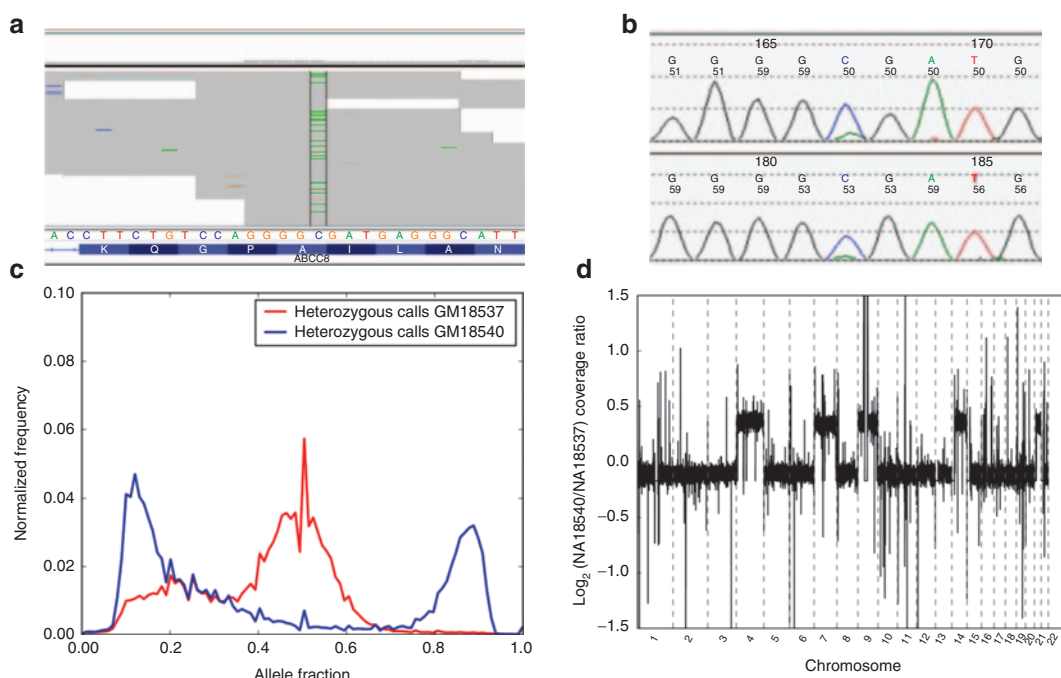 a
A C C T T C T G T C C A G G G G C G A T G A G G G C A T T
K Q G P A I L A N
ABCC8
b
165 170
G G G G C G A T G
51 51 59 59 50 50 50 50 50
180 185
G G G G C G A T G
59 59 59 53 53 53 59 56 56
c
Normalized frequency
0.10
0.08
0.06
0.04
0.02
0.00
Heterozygous calls GM18537
Heterozygous calls GM18540
0.00 0.2 0.4 0.6 0.8 1.0
Allele fraction
d
Log2 (NA18540/NA18537) coverage ratio
1.5
1.0
0.5
0.0
−0.5
−1.0
−1.5
1 2 3 4 5 6 7 8 9 10 11 12 13 14 15 16 17 18 19 20 21 22
Chromosome